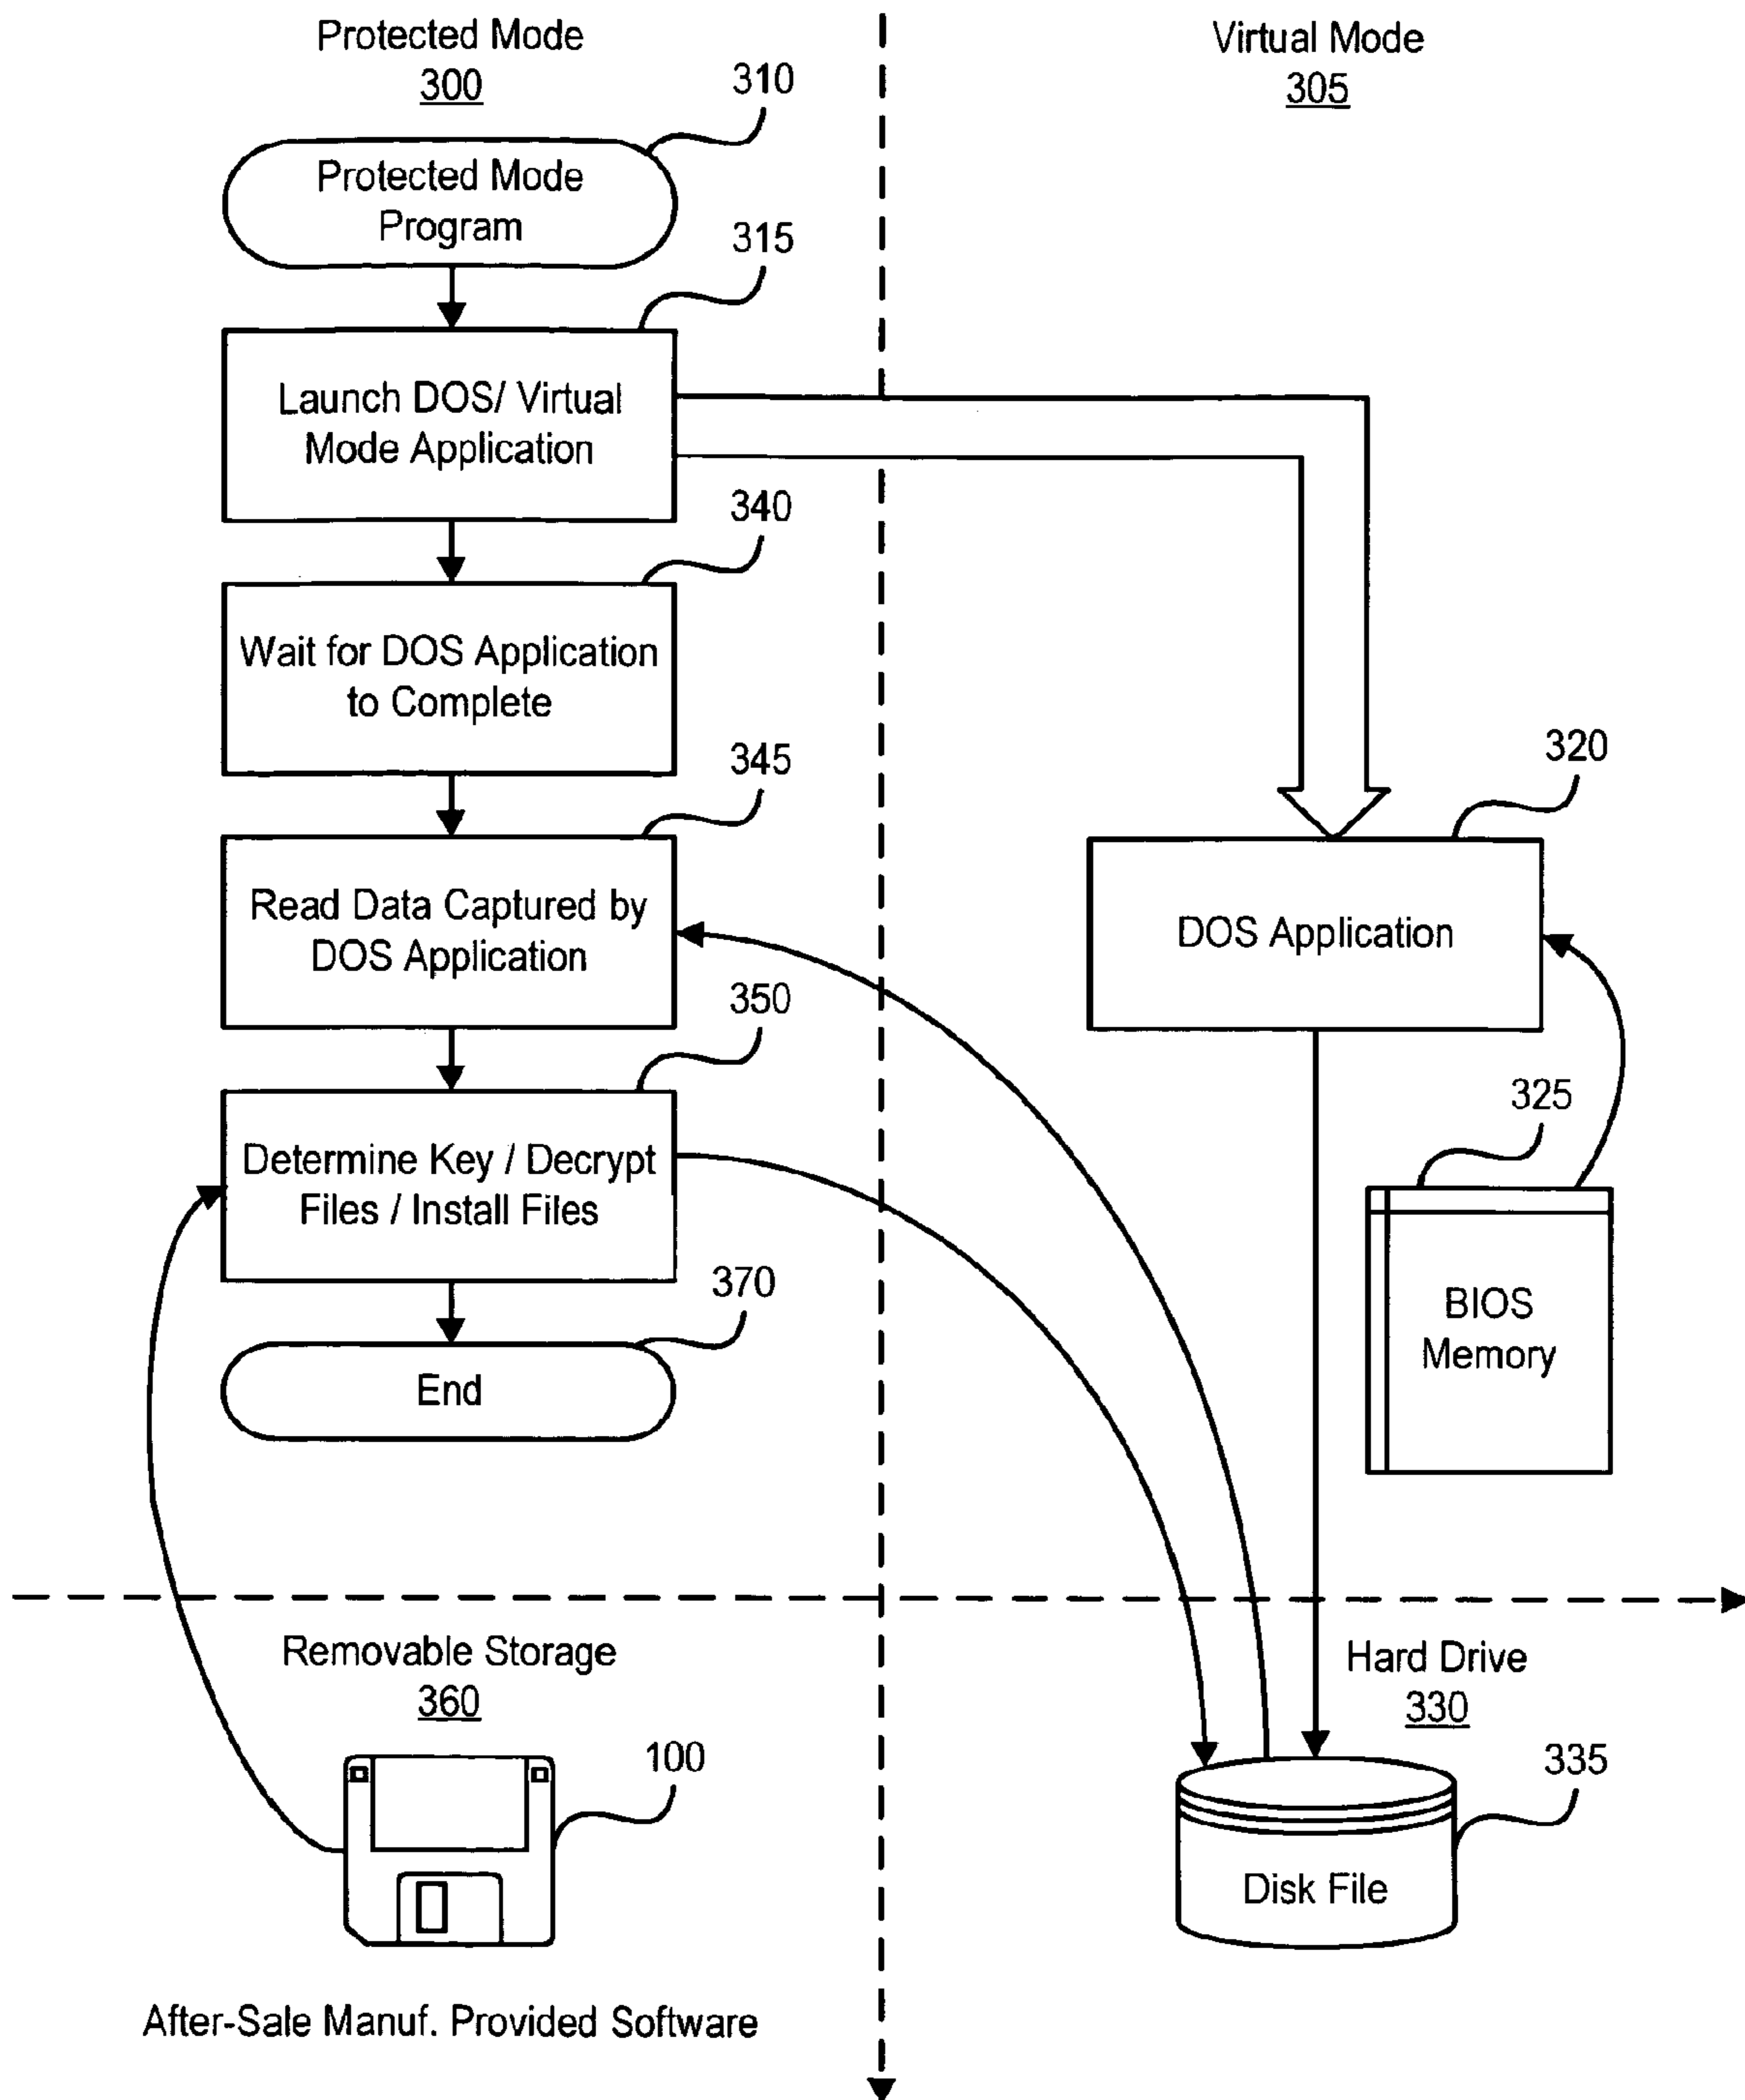 Protected Mode
300
Virtual Mode
305
310
Protected Mode
Program
315
Launch DOS/ Virtual
Mode Application
340
Wait for DOS Application
to Complete
345
Read Data Captured by
DOS Application
320
DOS Application
350
Determine Key / Decrypt
Files / Install Files
325
BIOS
Memory
370
End
Removable Storage
360
100
Hard Drive
330
335
Disk File
After-Sale Manuf. Provided Software